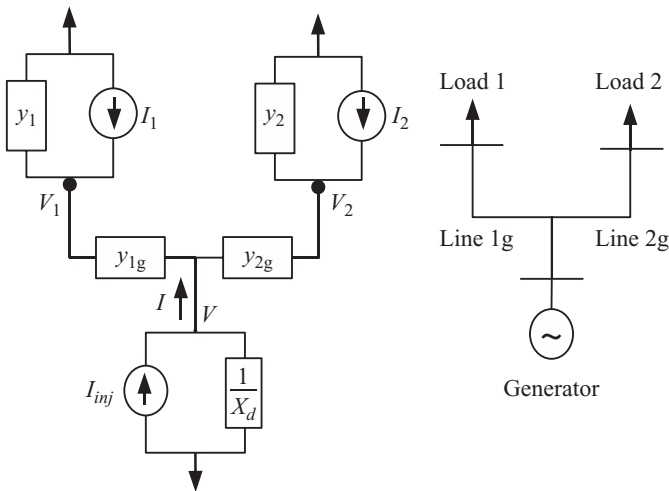 y1
I1
y2
I2
V1
V2
y1g
y2g
I
V
Iinj
1
Xd
Load 1
Load 2
Line 1g
Line 2g
~
Generator